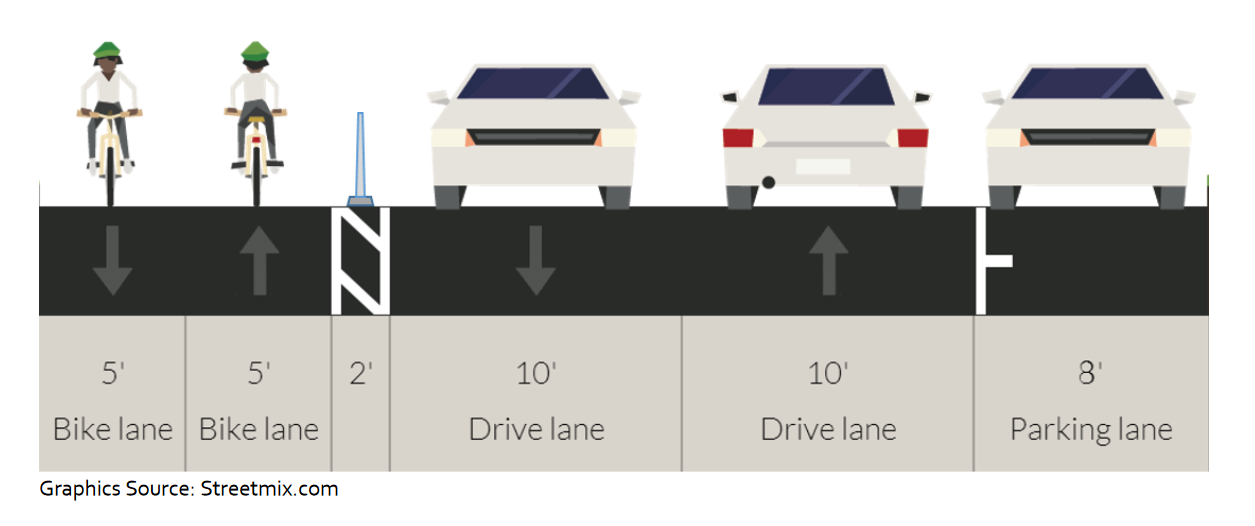 5' 5' 2' 10' 10' 8'
Bike lane Bike lane Drive lane Drive lane Parking lane
Graphics Source: Streetmix.com